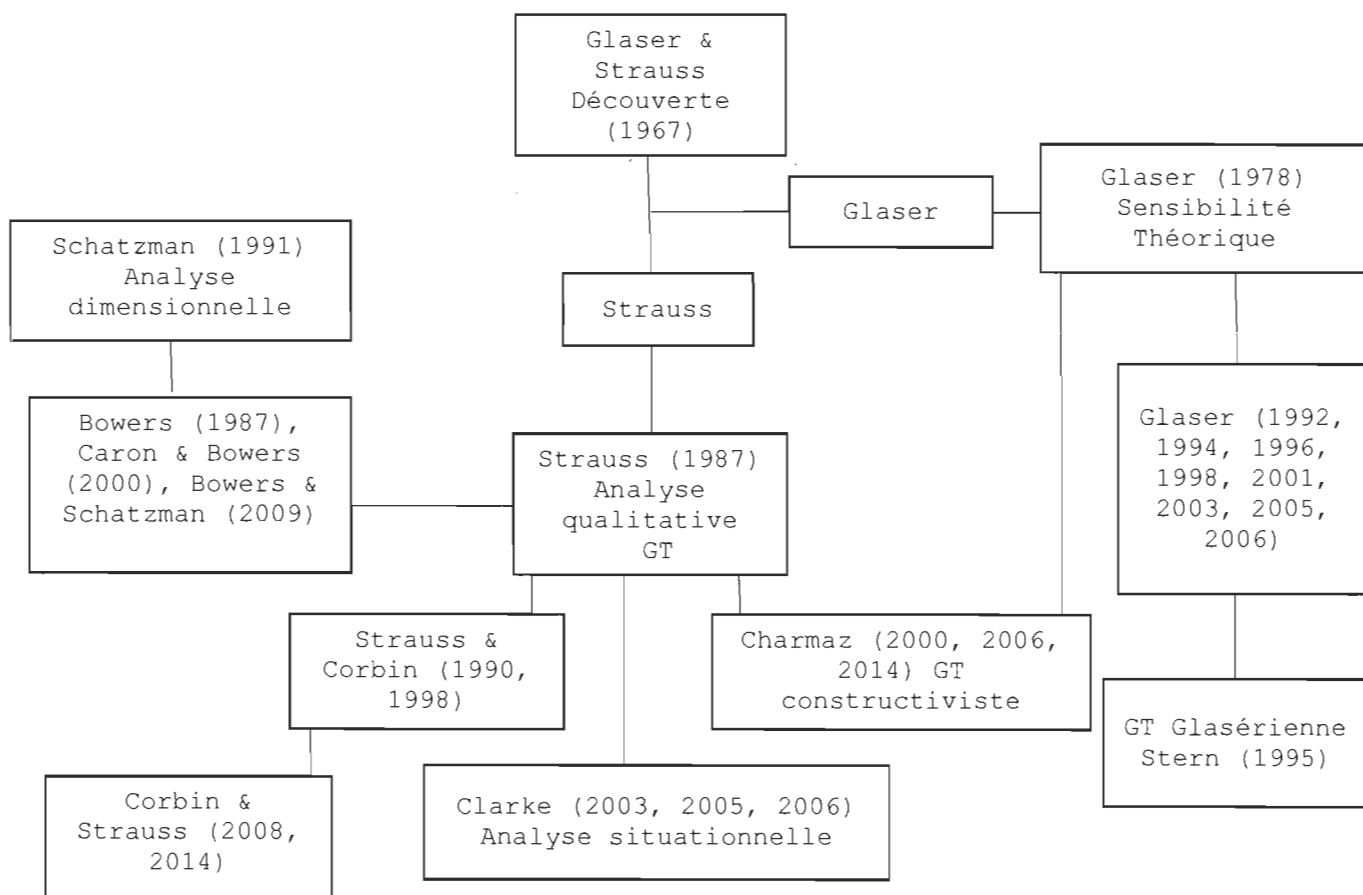 Glaser &
Strauss
Découverte
(1967)
Glaser
Glaser (1978)
Sensibilité
Théorique
Schatzman (1991)
Analyse
dimensionnelle
Strauss
Bowers (1987),
Caron & Bowers
(2000), Bowers &
Schatzman (2009)
Strauss (1987)
Analyse
qualitative
GT
Glaser (1992,
1994, 1996,
1998, 2001,
2003, 2005,
2006)
Strauss &
Corbin (1990,
1998)
Charmaz (2000, 2006,
2014) GT
constructiviste
GT Glasérienne
Stern (1995)
Corbin &
Strauss (2008,
2014)
Clarke (2003, 2005, 2006)
Analyse situationnelle